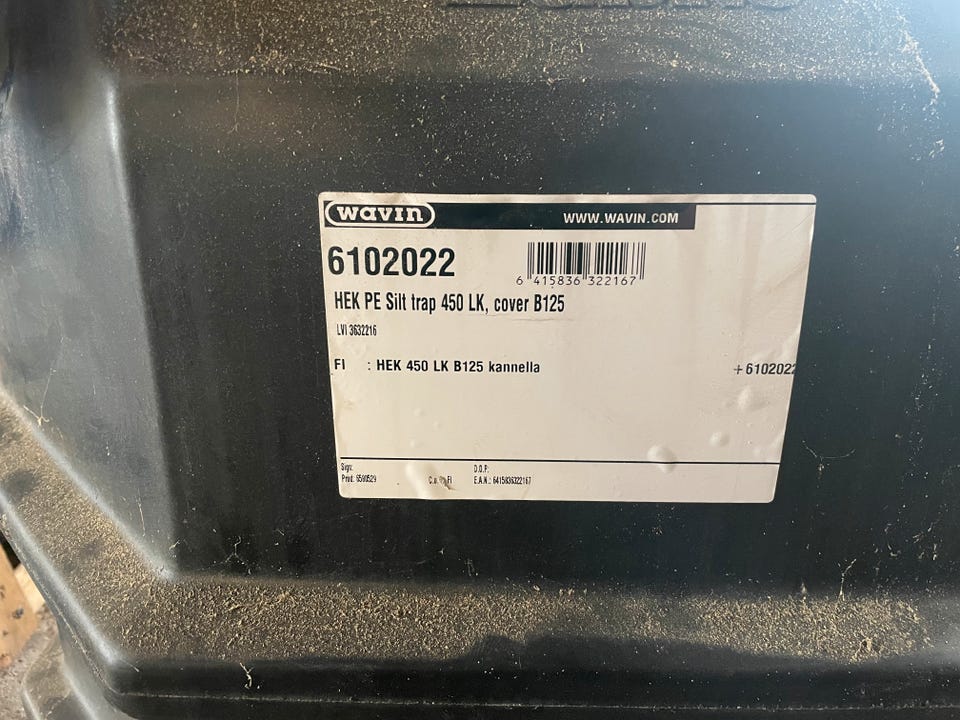 wavin
WWW.WAVIN.COM
6102022
6 415836 322167
HEK PE Silt trap 450 LK, cover B125
LVI 3632216
FI : HEK 450 LK B125 kannella
+6102022
Sign:
D.O.P.:
Prod: 6500529
FI
E.A.N.: 6415836322167